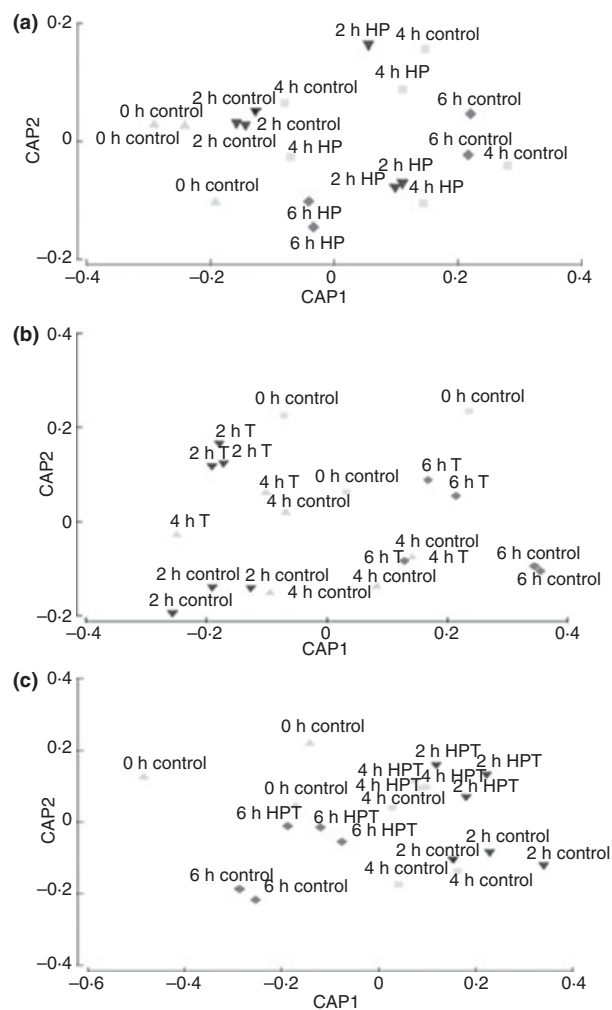 (a)
0·2
2 h HP
4 h control
4 h HP
4 h control
2 h control
0 h control
0 h control
2 h control
2 h control
6 h control
0
CAP2
4 h HP
6 h control
4 h control
2 h HP
2 h HP
4 h HP
0 h control
6 h HP
6 h HP
−0·2
−0·4
−0·2
0
0·2
0·4
CAP1
(b)
0·4
0 h control
0 h control
0·2
2 h T
2 h T
2 h T
0 h control
6 h T
6 h T
4 h T
4 h control
CAP2
0
4 h T
4 h control
6 h T
4 h T
6 h control
6 h control
2 h control
2 h control
4 h control
4 h control
2 h control
−0·2
−0·4
−0·2
0
0·2
0·4
CAP1
(c)
0·4
0 h control
0·2
0 h control
2 h HPT
2 h HPT
4 h HPT
4 h HPT
2 h HPT
0 h control
4 h control
CAP2
0
6 h HPT
6 h HPT
6 h HPT
2 h control
2 h control
2 h control
−0·2
6 h control
6 h control
4 h control
4 h control
−0·4
−0·6
−0·4
−0·2
0
0·2
0·4
CAP1